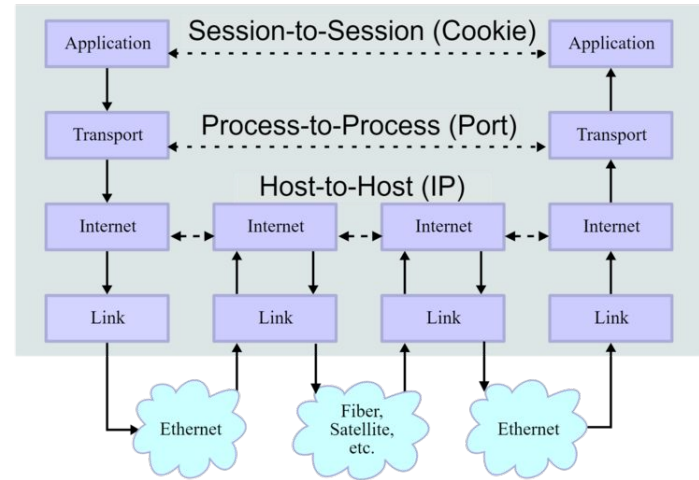 Session-to-Session (Cookie)
Application
Application
Process-to-Process (Port)
Transport
Transport
Host-to-Host (IP)
Internet
Internet
Internet
Internet
Link
Link
Link
Link
Ethernet
Fiber,
Satellite,
etc.
Ethernet